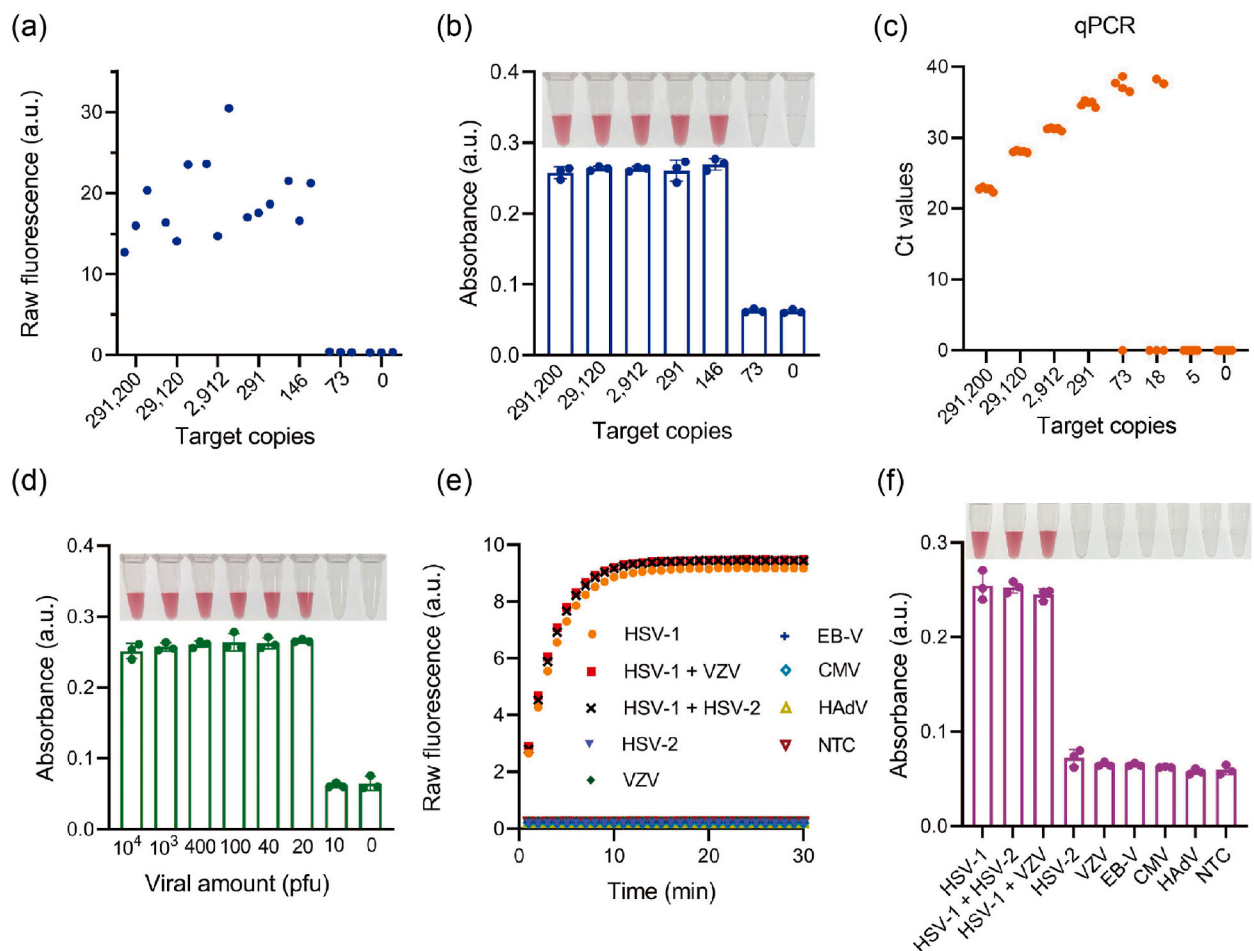 (a)
Raw fluorescence (a.u.)
30
20
10
0
291,200
29,120
2,912
291
146
73
0
Target copies
(b)
Absorbance (a.u.)
0.4
0.3
0.2
0.1
0.0
291,200
29,120
2,912
291
146
73
0
Target copies
(c)
qPCR
Ct values
40
30
20
10
0
291,200
29,120
2,912
291
73
18
5
0
Target copies
(d)
Absorbance (a.u.)
0.4
0.3
0.2
0.1
0.0
10⁴
10³
400
100
40
20
10
0
Viral amount (pfu)
(e)
Raw fluorescence (a.u.)
10
8
6
4
2
0
0
10
20
30
Time (min)
HSV-1
HSV-1 + VZV
HSV-1 + HSV-2
HSV-2
VZV
EB-V
CMV
HAdV
NTC
(f)
Absorbance (a.u.)
0.3
0.2
0.1
0.0
HSV-1
HSV-1 + HSV-2
HSV-1 + VZV
HSV-2
VZV
EB-V
CMV
HAdV
NTC